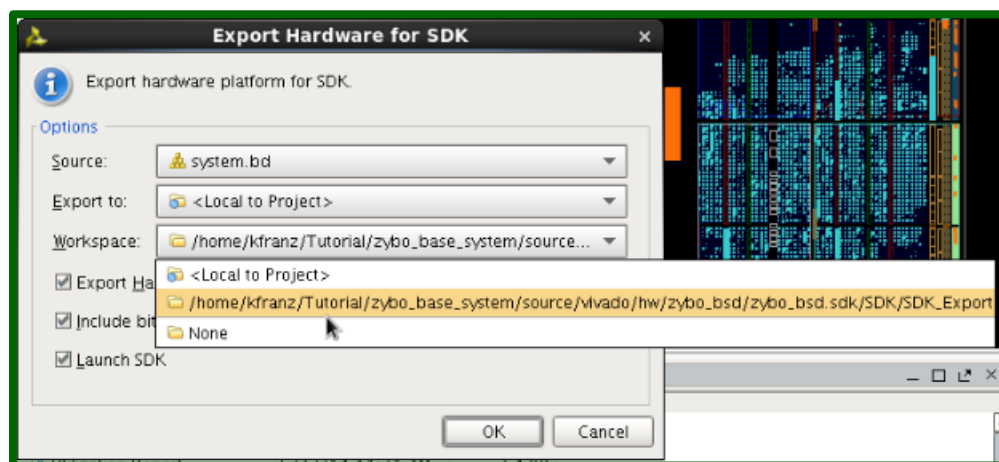 Export Hardware for SDK
Export hardware platform for SDK.
Options
Source: system.bd
Export to: <Local to Project>
Workspace: /home/kfranz/Tutorial/zybo_base_system/source...
<Local to Project>
Export Ha
/home/kfranz/Tutorial/zybo_base_system/source/vivado/hw/zybo_bsd/zybo_bsd.sdk/SDK/SDK_Export
Include bit
None
Launch SDK
OK Cancel